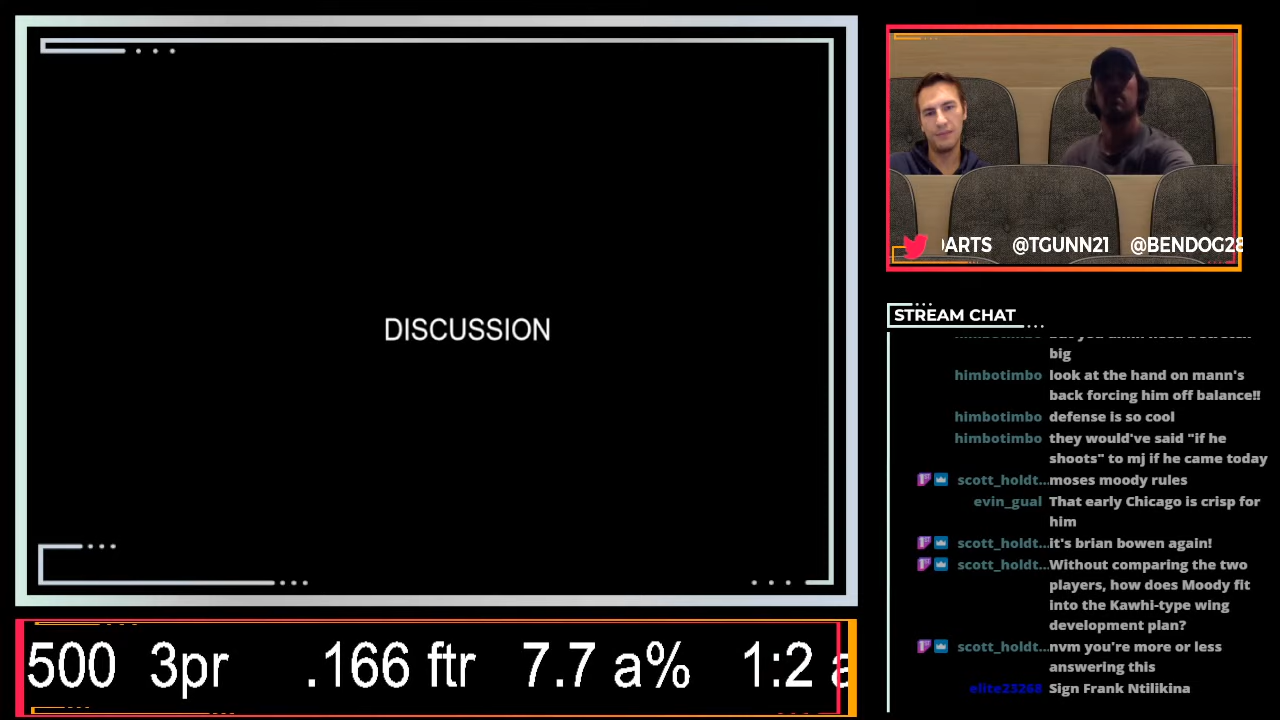 DISCUSSION
500 3pr .166 ftr 7.7 a% 1:2 a
ARTS @TGUNN21 @BENDOG28
STREAM CHAT
big
himbotimbo look at the hand on mann's
back forcing him off balance!!
himbotimbo defense is so cool
himbotimbo they would've said "if he
shoots" to mj if he came today
scott_holdt... moses moody rules
evin_gual That early Chicago is crisp for
him
scott_holdt... it's brian bowen again!
scott_holdt... Without comparing the two
players, how does Moody fit
into the Kawhi-type wing
development plan?
scott_holdt... nvm you're more or less
answering this
elite23268 Sign Frank Ntilikina